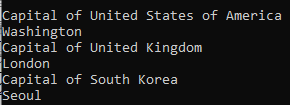 Capital of United States of America
Washington
Capital of United Kingdom
London
Capital of South Korea
Seoul